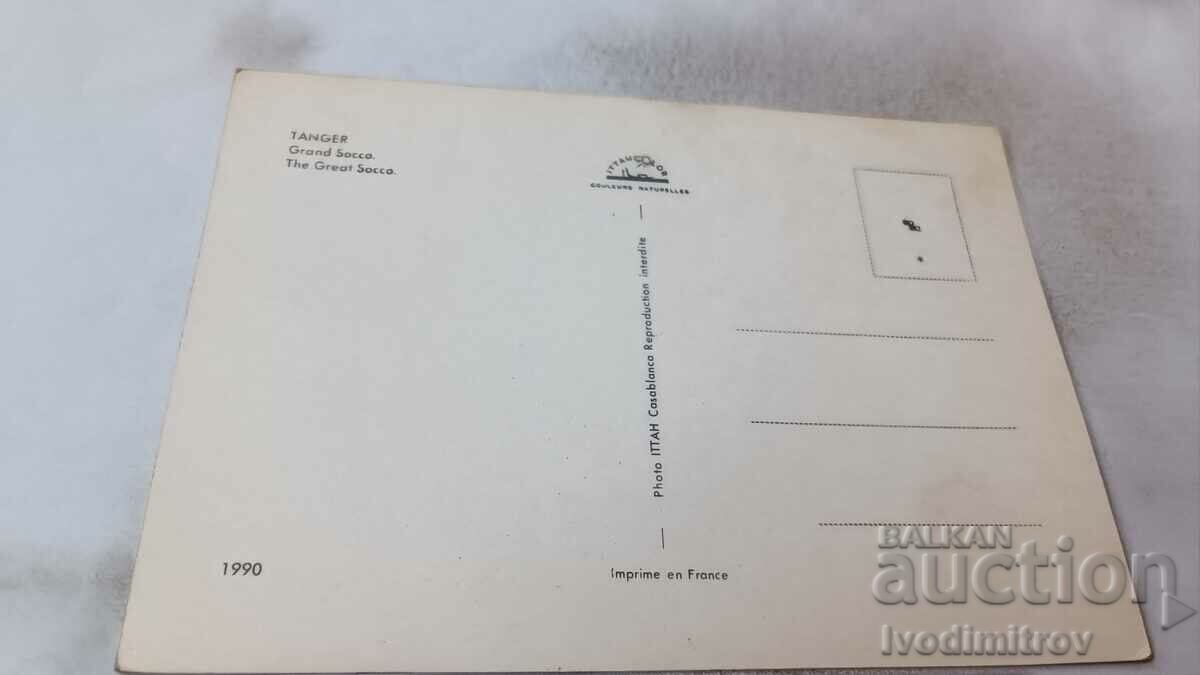 TANGER
Grand Socco.
The Great Socco.
ITTAHCOLOR
COULEURS NATURELLES
Photo ITTAH Casablanca Reproduction interdite
1990
Imprime en France
BALKAN
auction
Ivodimitrov